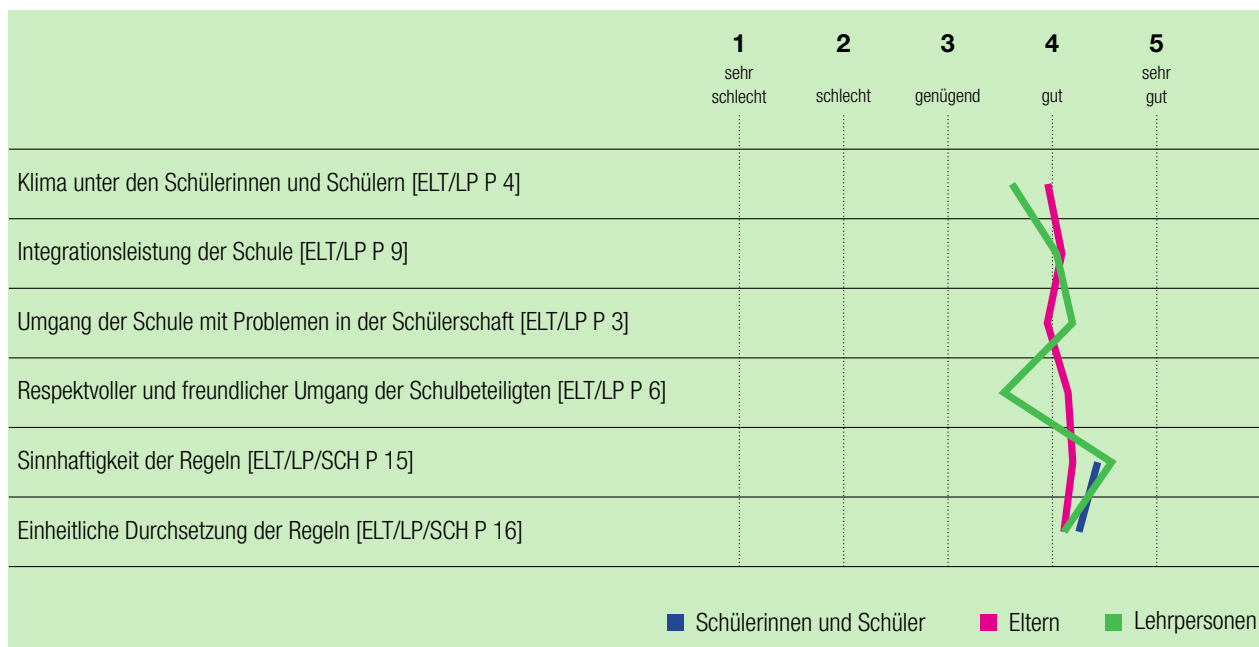 1 2 3 4 5
sehr schlecht schlecht genügend gut sehr gut
Klima unter den Schülerinnen und Schülern [ELT/LP P 4]
Integrationsleistung der Schule [ELT/LP P 9]
Umgang der Schule mit Problemen in der Schülerschaft [ELT/LP P 3]
Respektvoller und freundlicher Umgang der Schulbeteiligten [ELT/LP P 6]
Sinnhaftigkeit der Regeln [ELT/LP/SCH P 15]
Einheitliche Durchsetzung der Regeln [ELT/LP/SCH P 16]
Schülerinnen und Schüler Eltern Lehrpersonen